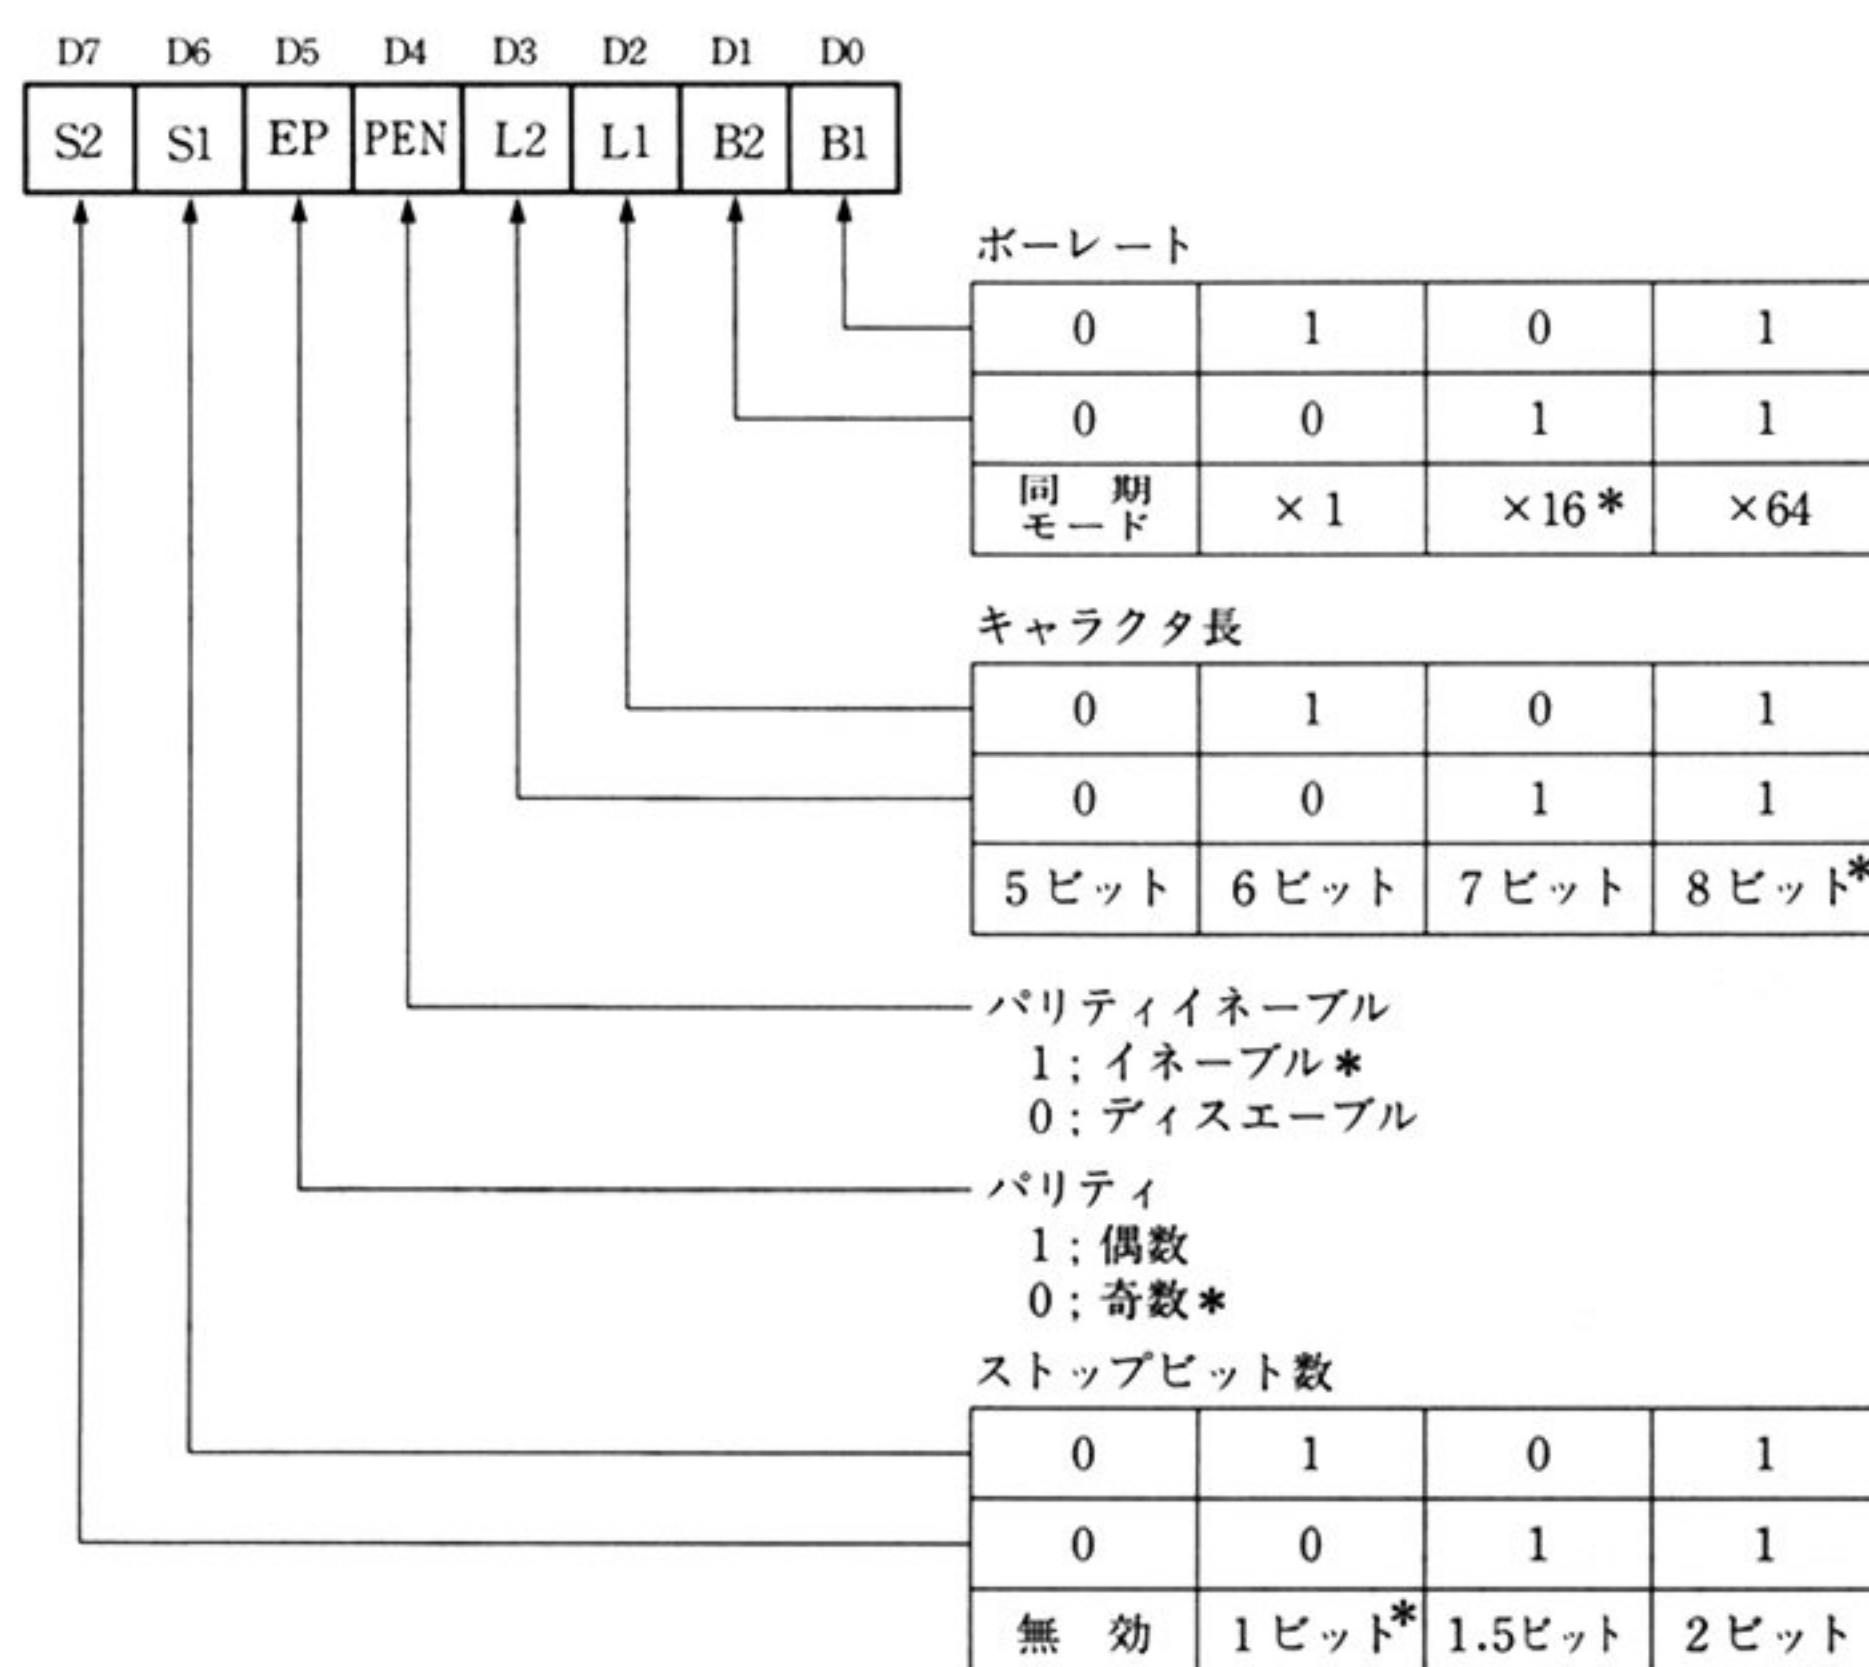 D7 D6 D5 D4 D3 D2 D1 D0
S2 S1 EP PEN L2 L1 B2 B1
ボーレート
0 1 0 1
0 0 1 1
同期モード ×1 ×16* ×64
キャラクタ長
0 1 0 1
0 0 1 1
5ビット 6ビット 7ビット 8ビット*
パリティイネーブル
1;イネーブル*
0;ディスエーブル
パリティ
1;偶数
0;奇数*
ストップビット数
0 1 0 1
0 0 1 1
無効 1ビット* 1.5ビット 2ビット